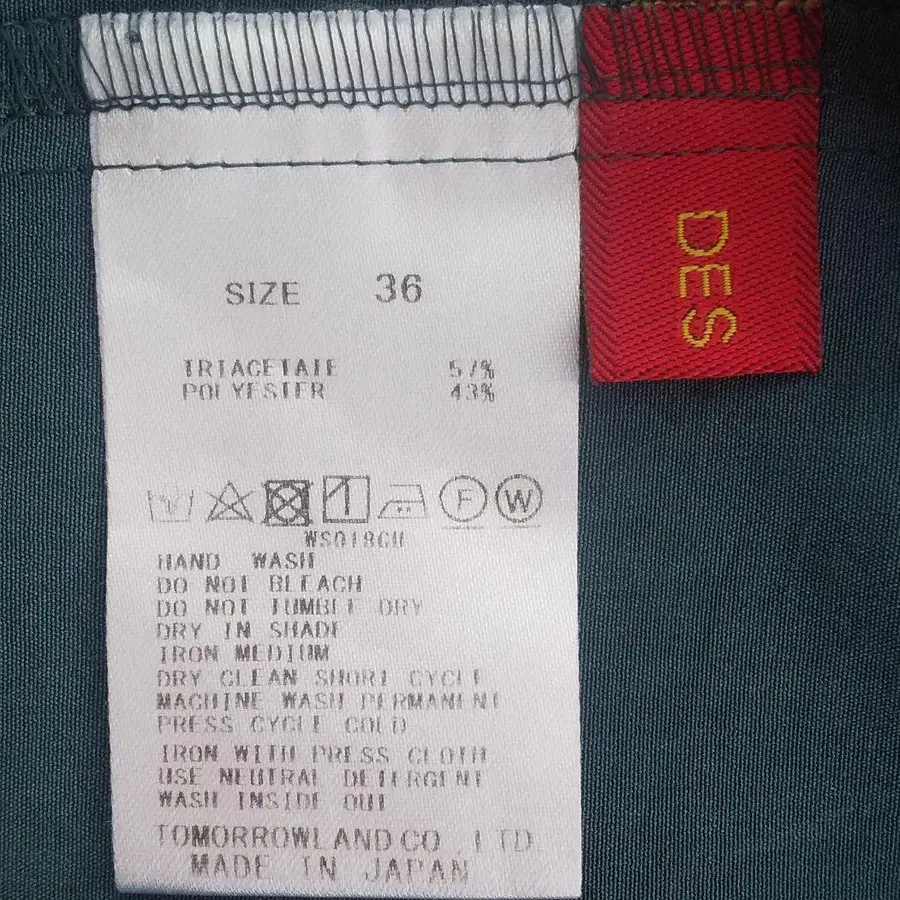 SIZE 36
DES
TRIACETATE 57%
POLYESTER 43%
F W
WS018GH
HAND WASH
DO NOT BLEACH
DO NOT TUMBLE DRY
DRY IN SHADE
IRON MEDIUM
DRY CLEAN SHORT CYCLE
MACHINE WASH PERMANENT
PRESS CYCLE COLD
IRON WITH PRESS CLOTH
USE NEUTRAL DETERGENT
WASH INSIDE OUT
TOMORROWLAND CO., LTD.
MADE IN JAPAN